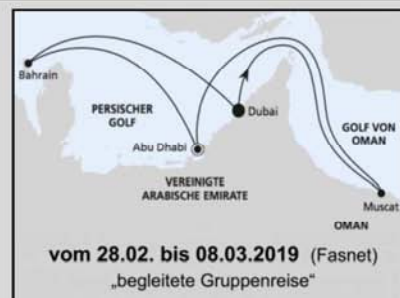 Bahrain
PERSISCHER
GOLF
Dubai
Abu Dhabi
GOLF VON
OMAN
VEREINIGTE
ARABISCHE EMIRATE
Muscat
OMAN
vom 28.02. bis 08.03.2019 (Fasnet)
„begleitete Gruppenreise“